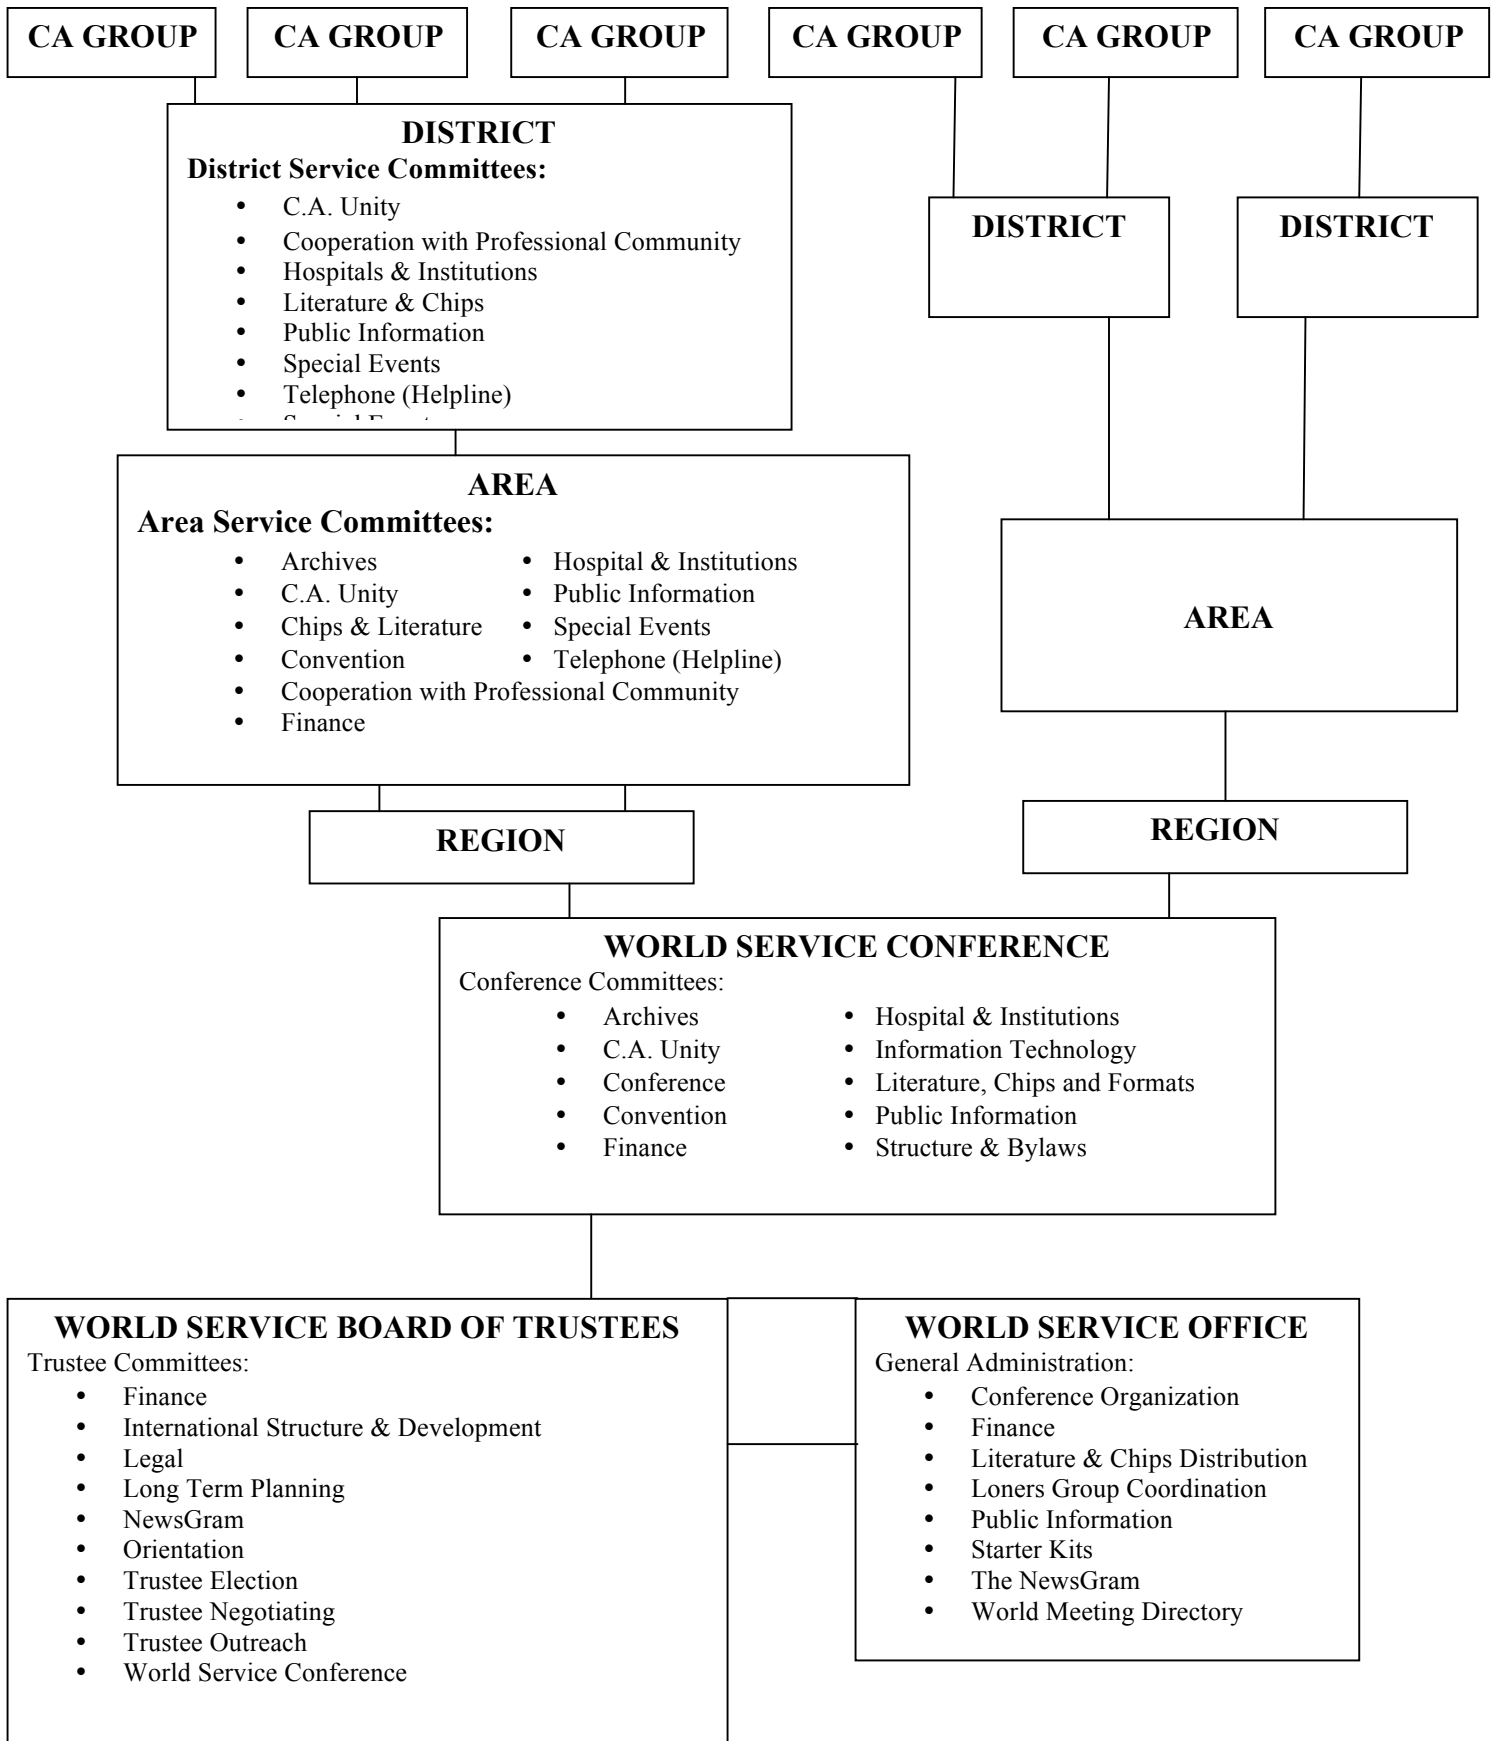 CA GROUP
CA GROUP
CA GROUP
CA GROUP
CA GROUP
CA GROUP
DISTRICT
District Service Committees:
• C.A. Unity
• Cooperation with Professional Community
• Hospitals & Institutions
• Literature & Chips
• Public Information
• Special Events
• Telephone (Helpline)
DISTRICT
DISTRICT
AREA
Area Service Committees:
• Archives
• C.A. Unity
• Chips & Literature
• Convention
• Cooperation with Professional Community
• Finance
• Hospital & Institutions
• Public Information
• Special Events
• Telephone (Helpline)
AREA
REGION
REGION
WORLD SERVICE CONFERENCE
Conference Committees:
• Archives
• C.A. Unity
• Conference
• Convention
• Finance
• Hospital & Institutions
• Information Technology
• Literature, Chips and Formats
• Public Information
• Structure & Bylaws
WORLD SERVICE BOARD OF TRUSTEES
Trustee Committees:
• Finance
• International Structure & Development
• Legal
• Long Term Planning
• NewsGram
• Orientation
• Trustee Election
• Trustee Negotiating
• Trustee Outreach
• World Service Conference
WORLD SERVICE OFFICE
General Administration:
• Conference Organization
• Finance
• Literature & Chips Distribution
• Loners Group Coordination
• Public Information
• Starter Kits
• The NewsGram
• World Meeting Directory